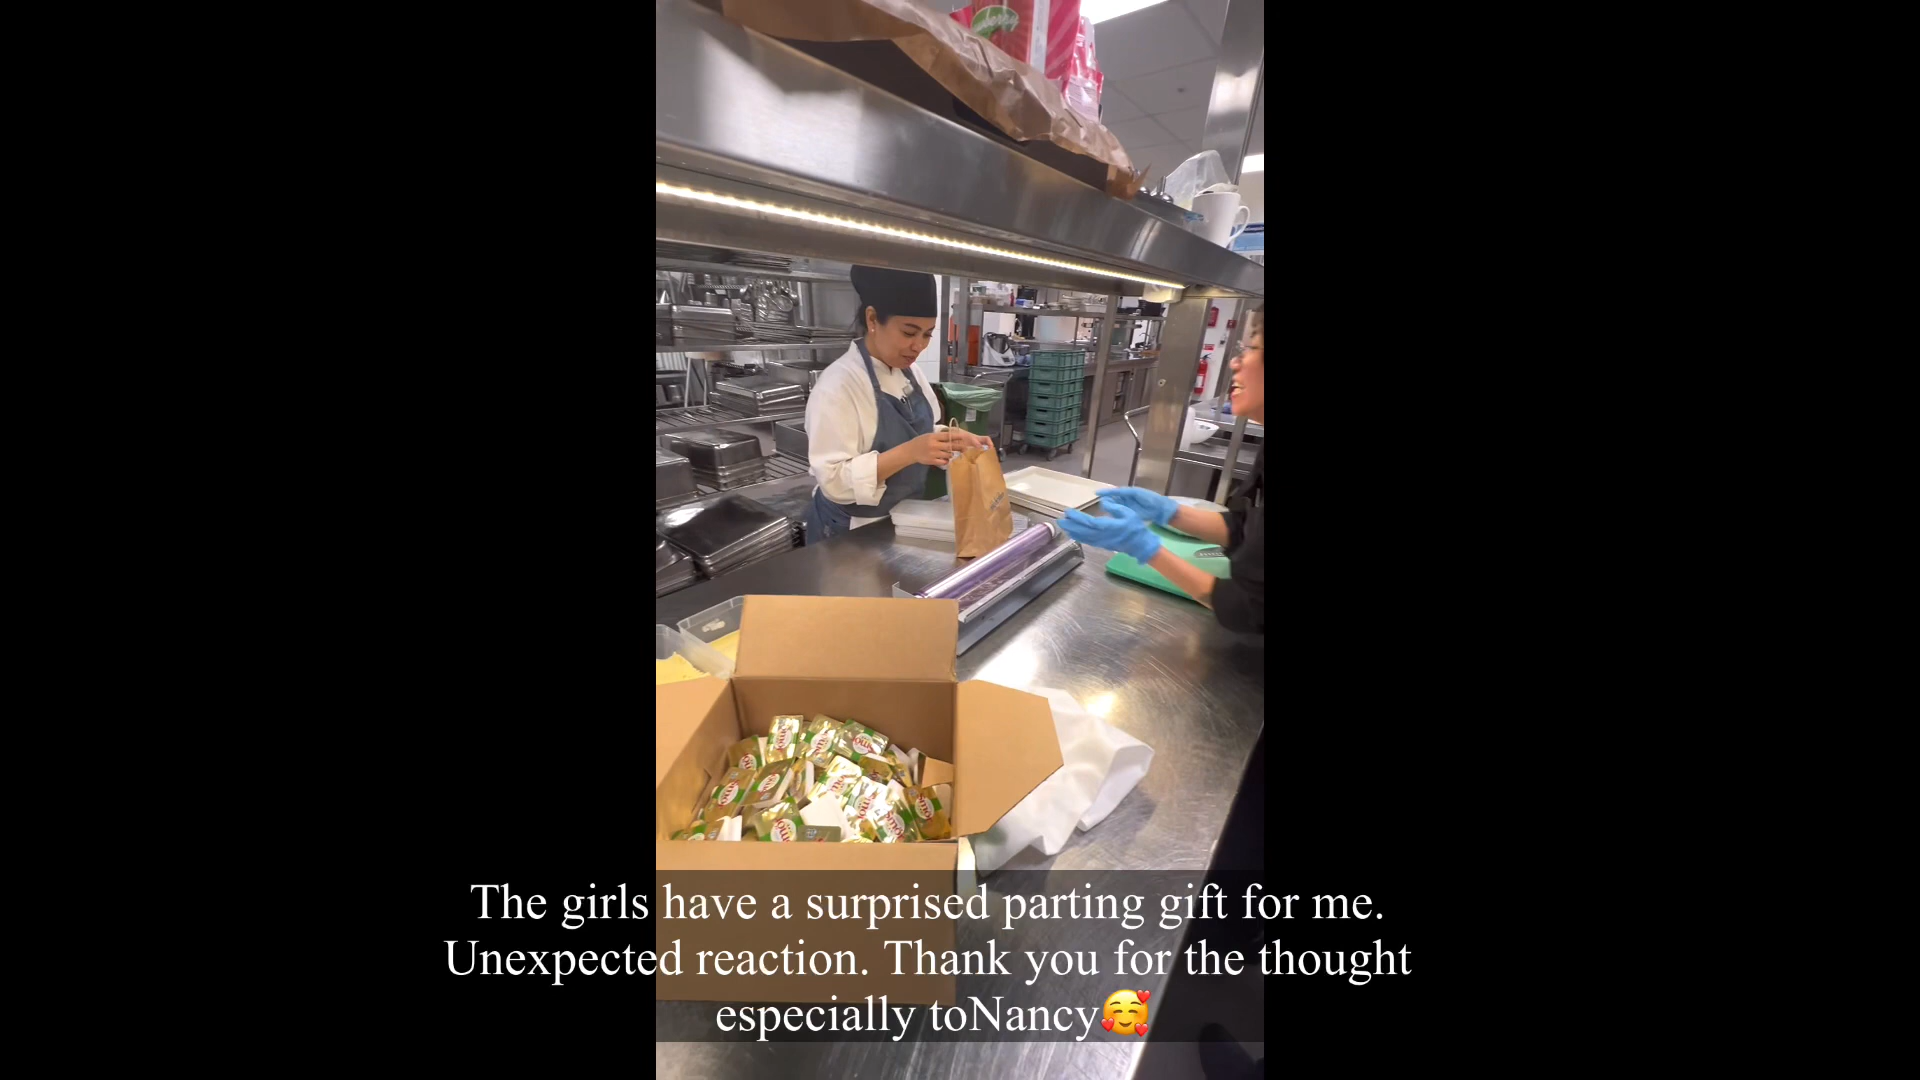 The girls have a surprised parting gift for me.
Unexpected reaction. Thank you for the thought
especially toNancy🥰